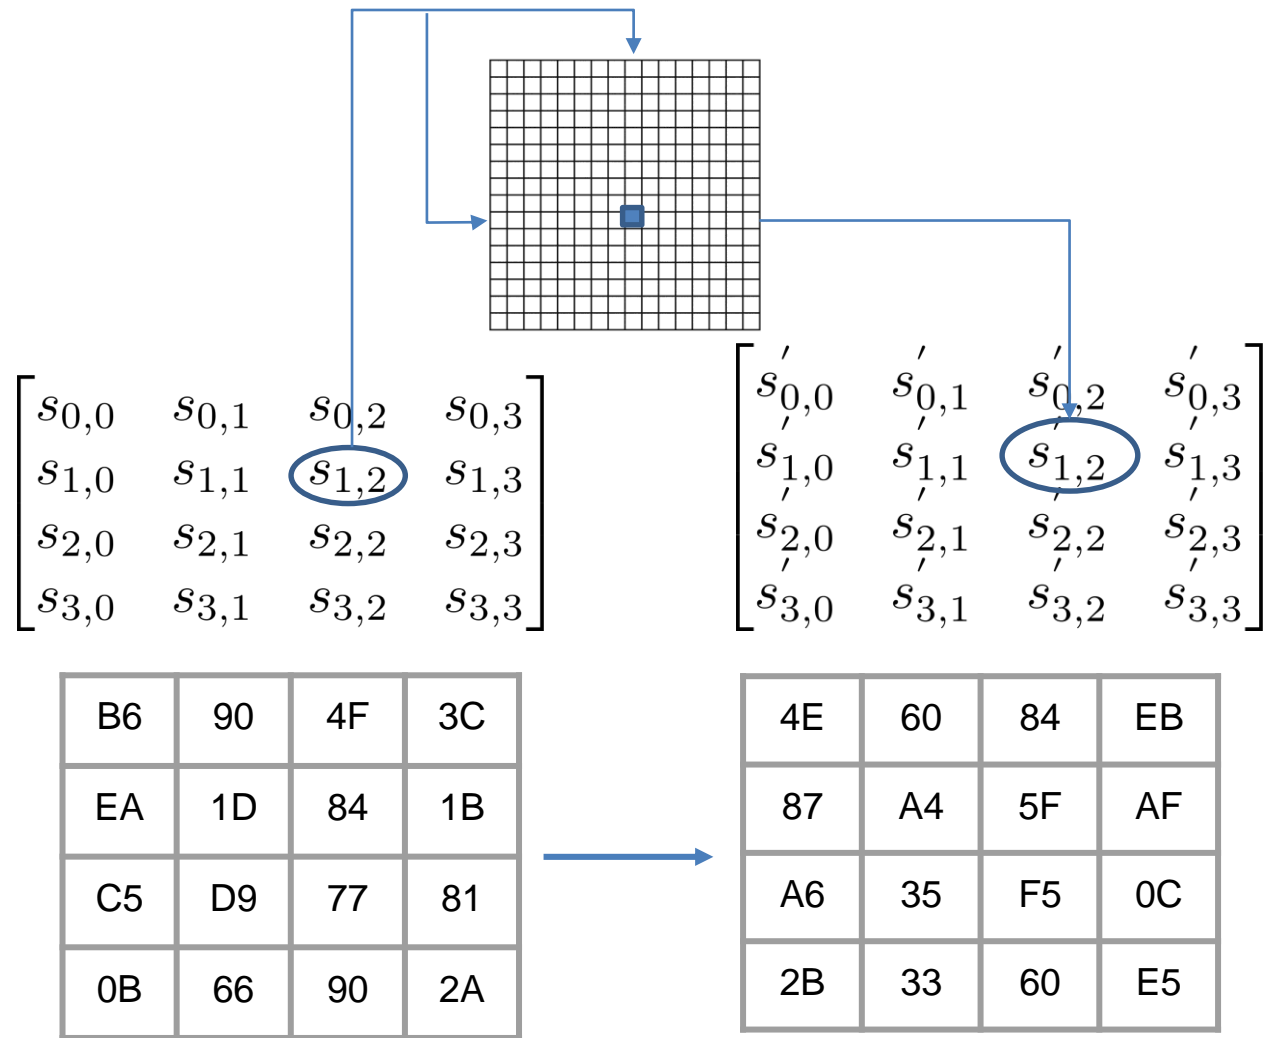 s0,0 s0,1 s0,2 s0,3
s1,0 s1,1 s1,2 s1,3
s2,0 s2,1 s2,2 s2,3
s3,0 s3,1 s3,2 s3,3
s′0,0 s′0,1 s′0,2 s′0,3
s′1,0 s′1,1 s′1,2 s′1,3
s′2,0 s′2,1 s′2,2 s′2,3
s′3,0 s′3,1 s′3,2 s′3,3
B6 90 4F 3C
EA 1D 84 1B
C5 D9 77 81
0B 66 90 2A
4E 60 84 EB
87 A4 5F AF
A6 35 F5 0C
2B 33 60 E5